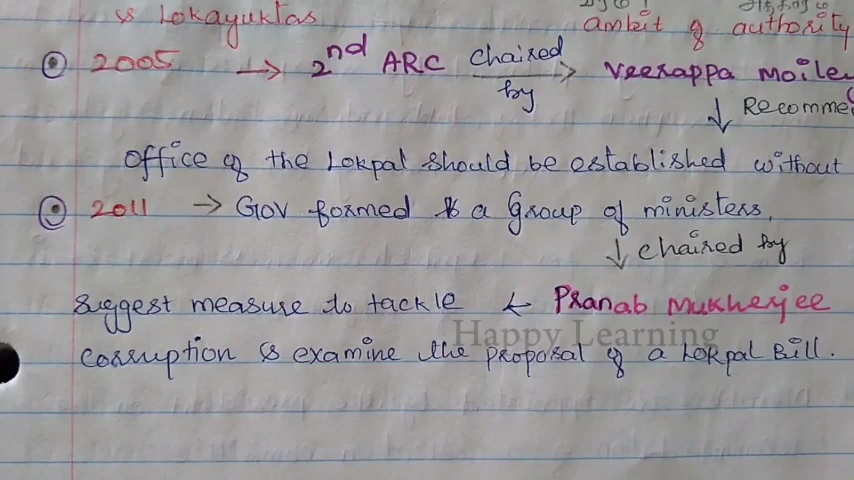 & Lokayuktas
ambit of authority
2005 → 2nd ARC chaired by → Veerappa Moile
↓ Recomme
office of the Lokpal should be established without
2011 → Gov formed a Group of ministers,
↓ chaired by
suggest measure to tackle ← Pranab Mukherjee
Happy Learning
corruption & examine the proposal of a Lokpal Bill.